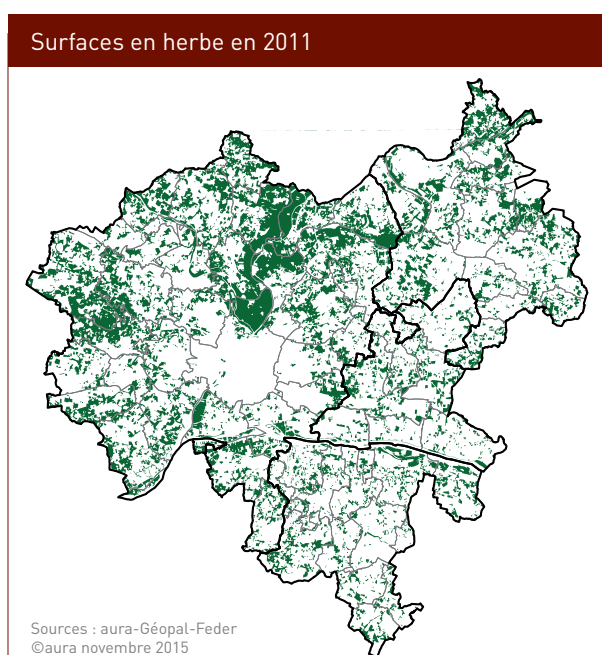 Surfaces en herbe en 2011
Sources : aura-Géopal-Feder
©aura novembre 2015